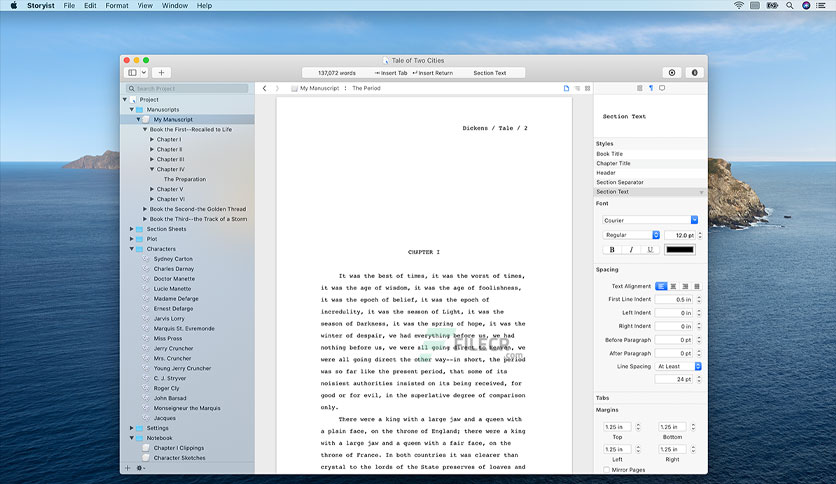 Storyist File Edit Format View Window Help
Tale of Two Cities
137,072 words Insert Tab Insert Return Section Text
Search Project
Project
Manuscripts
My Manuscript
Book the First--Recalled to Life
Chapter I
Chapter II
Chapter III
Chapter IV
The Preparation
Chapter V
Chapter VI
Book the Second-the Golden Thread
Book the Third--the Track of a Storm
Section Sheets
Plot
Characters
Sydney Carton
Charles Darnay
Doctor Manette
Lucie Manette
Madame Defarge
Ernest Defarge
Jarvis Lorry
Marquis St. Evremonde
Miss Press
Jerry Cruncher
Mrs. Cruncher
Young Jerry Cruncher
C. J. Stryver
Roger Cly
John Barsad
Monseigneur the Marquis
Jacques
Settings
Notebook
Chapter I Clippings
Character Sketches
My Manuscript The Period
Dickens / Tale / 2
CHAPTER I
It was the best of times, it was the worst of times,
it was the age of wisdom, it was the age of foolishness,
it was the epoch of belief, it was the epoch of
incredulity, it was the season of Light, it was the
season of Darkness, it was the spring of hope, it was the
winter of despair, we had everything before us, we had
nothing before us, we were all going direct to heaven, we
were all going direct the other way--in short, the period
was so far like the present period, that some of its
noisiest authorities insisted on its being received, for
good or for evil, in the superlative degree of comparison
only.
There were a king with a large jaw and a queen with
a plain face, on the throne of England; there were a king
with a large jaw and a queen with a fair face, on the
throne of France. In both countries it was clearer than
crystal to the lords of the State preserves of loaves and
FILECR
.com
Section Text
Styles
Book Title
Chapter Title
Header
Section Separator
Section Text
Font
Courier
Regular 12.0 pt
B I U
Spacing
Text Alignment
First Line Indent 0.5 in
Left Indent 0 in
Right Indent 0 in
Before Paragraph 0 pt
After Paragraph 0 pt
Line Spacing At Least
24 pt
Tabs
Margins
1.25 in 1.25 in
Top Bottom
1.25 in 1.25 in
Left Right
Mirror Pages